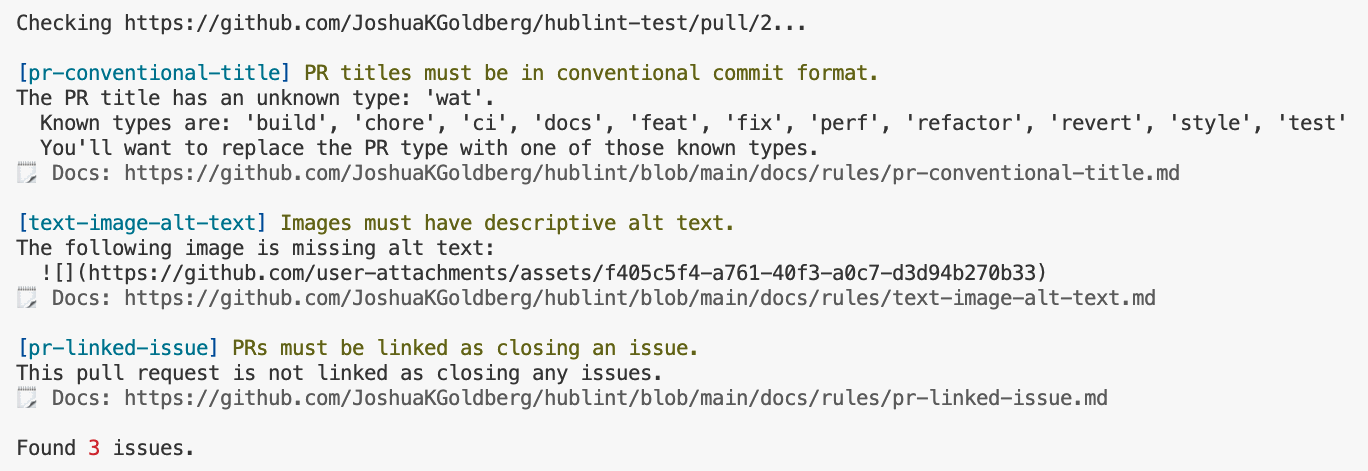 Checking https://github.com/JoshuaKGoldberg/hublint-test/pull/2...
[pr-conventional-title] PR titles must be in conventional commit format.
The PR title has an unknown type: 'wat'.
Known types are: 'build', 'chore', 'ci', 'docs', 'feat', 'fix', 'perf', 'refactor', 'revert', 'style', 'test'
You'll want to replace the PR type with one of those known types.
Docs: https://github.com/JoshuaKGoldberg/hublint/blob/main/docs/rules/pr-conventional-title.md
[text-image-alt-text] Images must have descriptive alt text.
The following image is missing alt text:
![](https://github.com/user-attachments/assets/f405c5f4-a761-40f3-a0c7-d3d94b270b33)
Docs: https://github.com/JoshuaKGoldberg/hublint/blob/main/docs/rules/text-image-alt-text.md
[pr-linked-issue] PRs must be linked as closing an issue.
This pull request is not linked as closing any issues.
Docs: https://github.com/JoshuaKGoldberg/hublint/blob/main/docs/rules/pr-linked-issue.md
Found 3 issues.